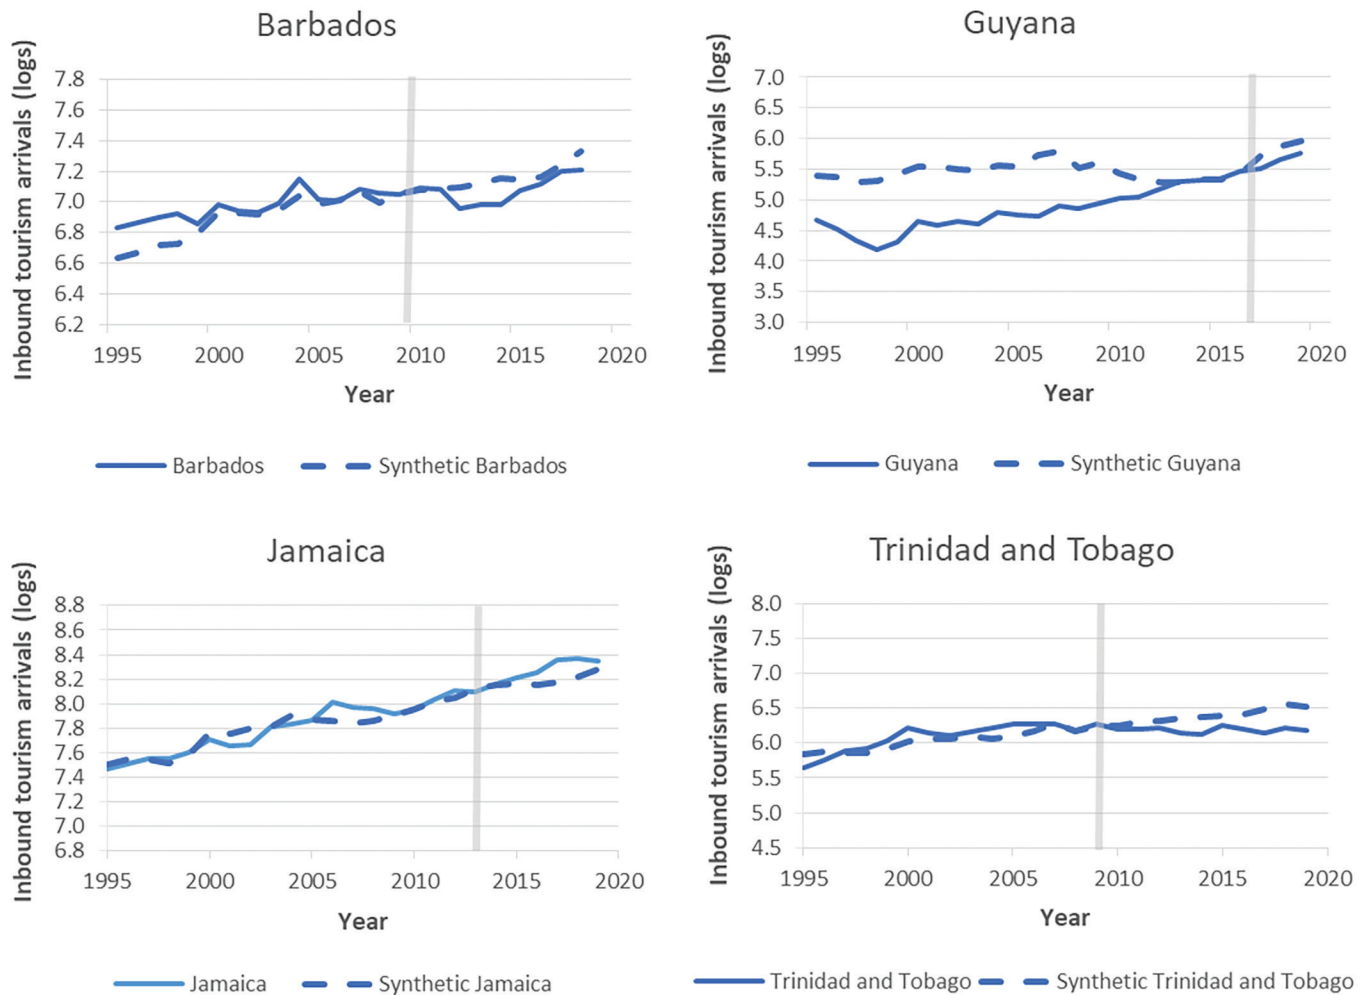 Barbados
Inbound tourism arrivals (logs)
7.8
7.6
7.4
7.2
7.0
6.8
6.6
6.4
6.2
1995 2000 2005 2010 2015 2020
Year
Barbados Synthetic Barbados
Guyana
Inbound tourism arrivals (logs)
7.0
6.5
6.0
5.5
5.0
4.5
4.0
3.5
3.0
1995 2000 2005 2010 2015 2020
Year
Guyana Synthetic Guyana
Jamaica
Inbound tourism arrivals (logs)
8.8
8.6
8.4
8.2
8.0
7.8
7.6
7.4
7.2
7.0
6.8
1995 2000 2005 2010 2015 2020
Year
Jamaica Synthetic Jamaica
Trinidad and Tobago
Inbound tourism arrivals (logs)
8.0
7.5
7.0
6.5
6.0
5.5
5.0
4.5
1995 2000 2005 2010 2015 2020
Year
Trinidad and Tobago Synthetic Trinidad and Tobago